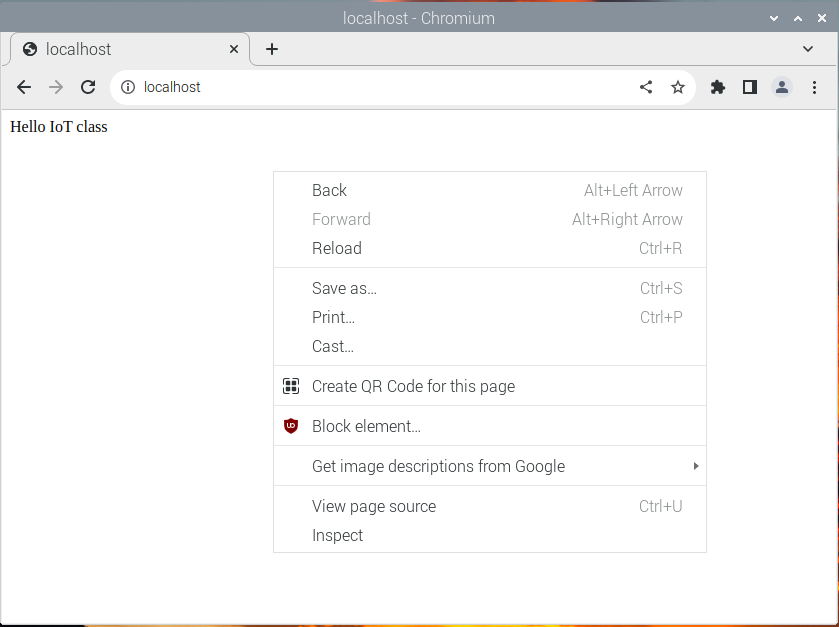 localhost - Chromium
localhost
localhost
Hello IoT class
Back Alt+Left Arrow
Forward Alt+Right Arrow
Reload Ctrl+R
Save as... Ctrl+S
Print... Ctrl+P
Cast...
Create QR Code for this page
Block element...
Get image descriptions from Google
View page source Ctrl+U
Inspect